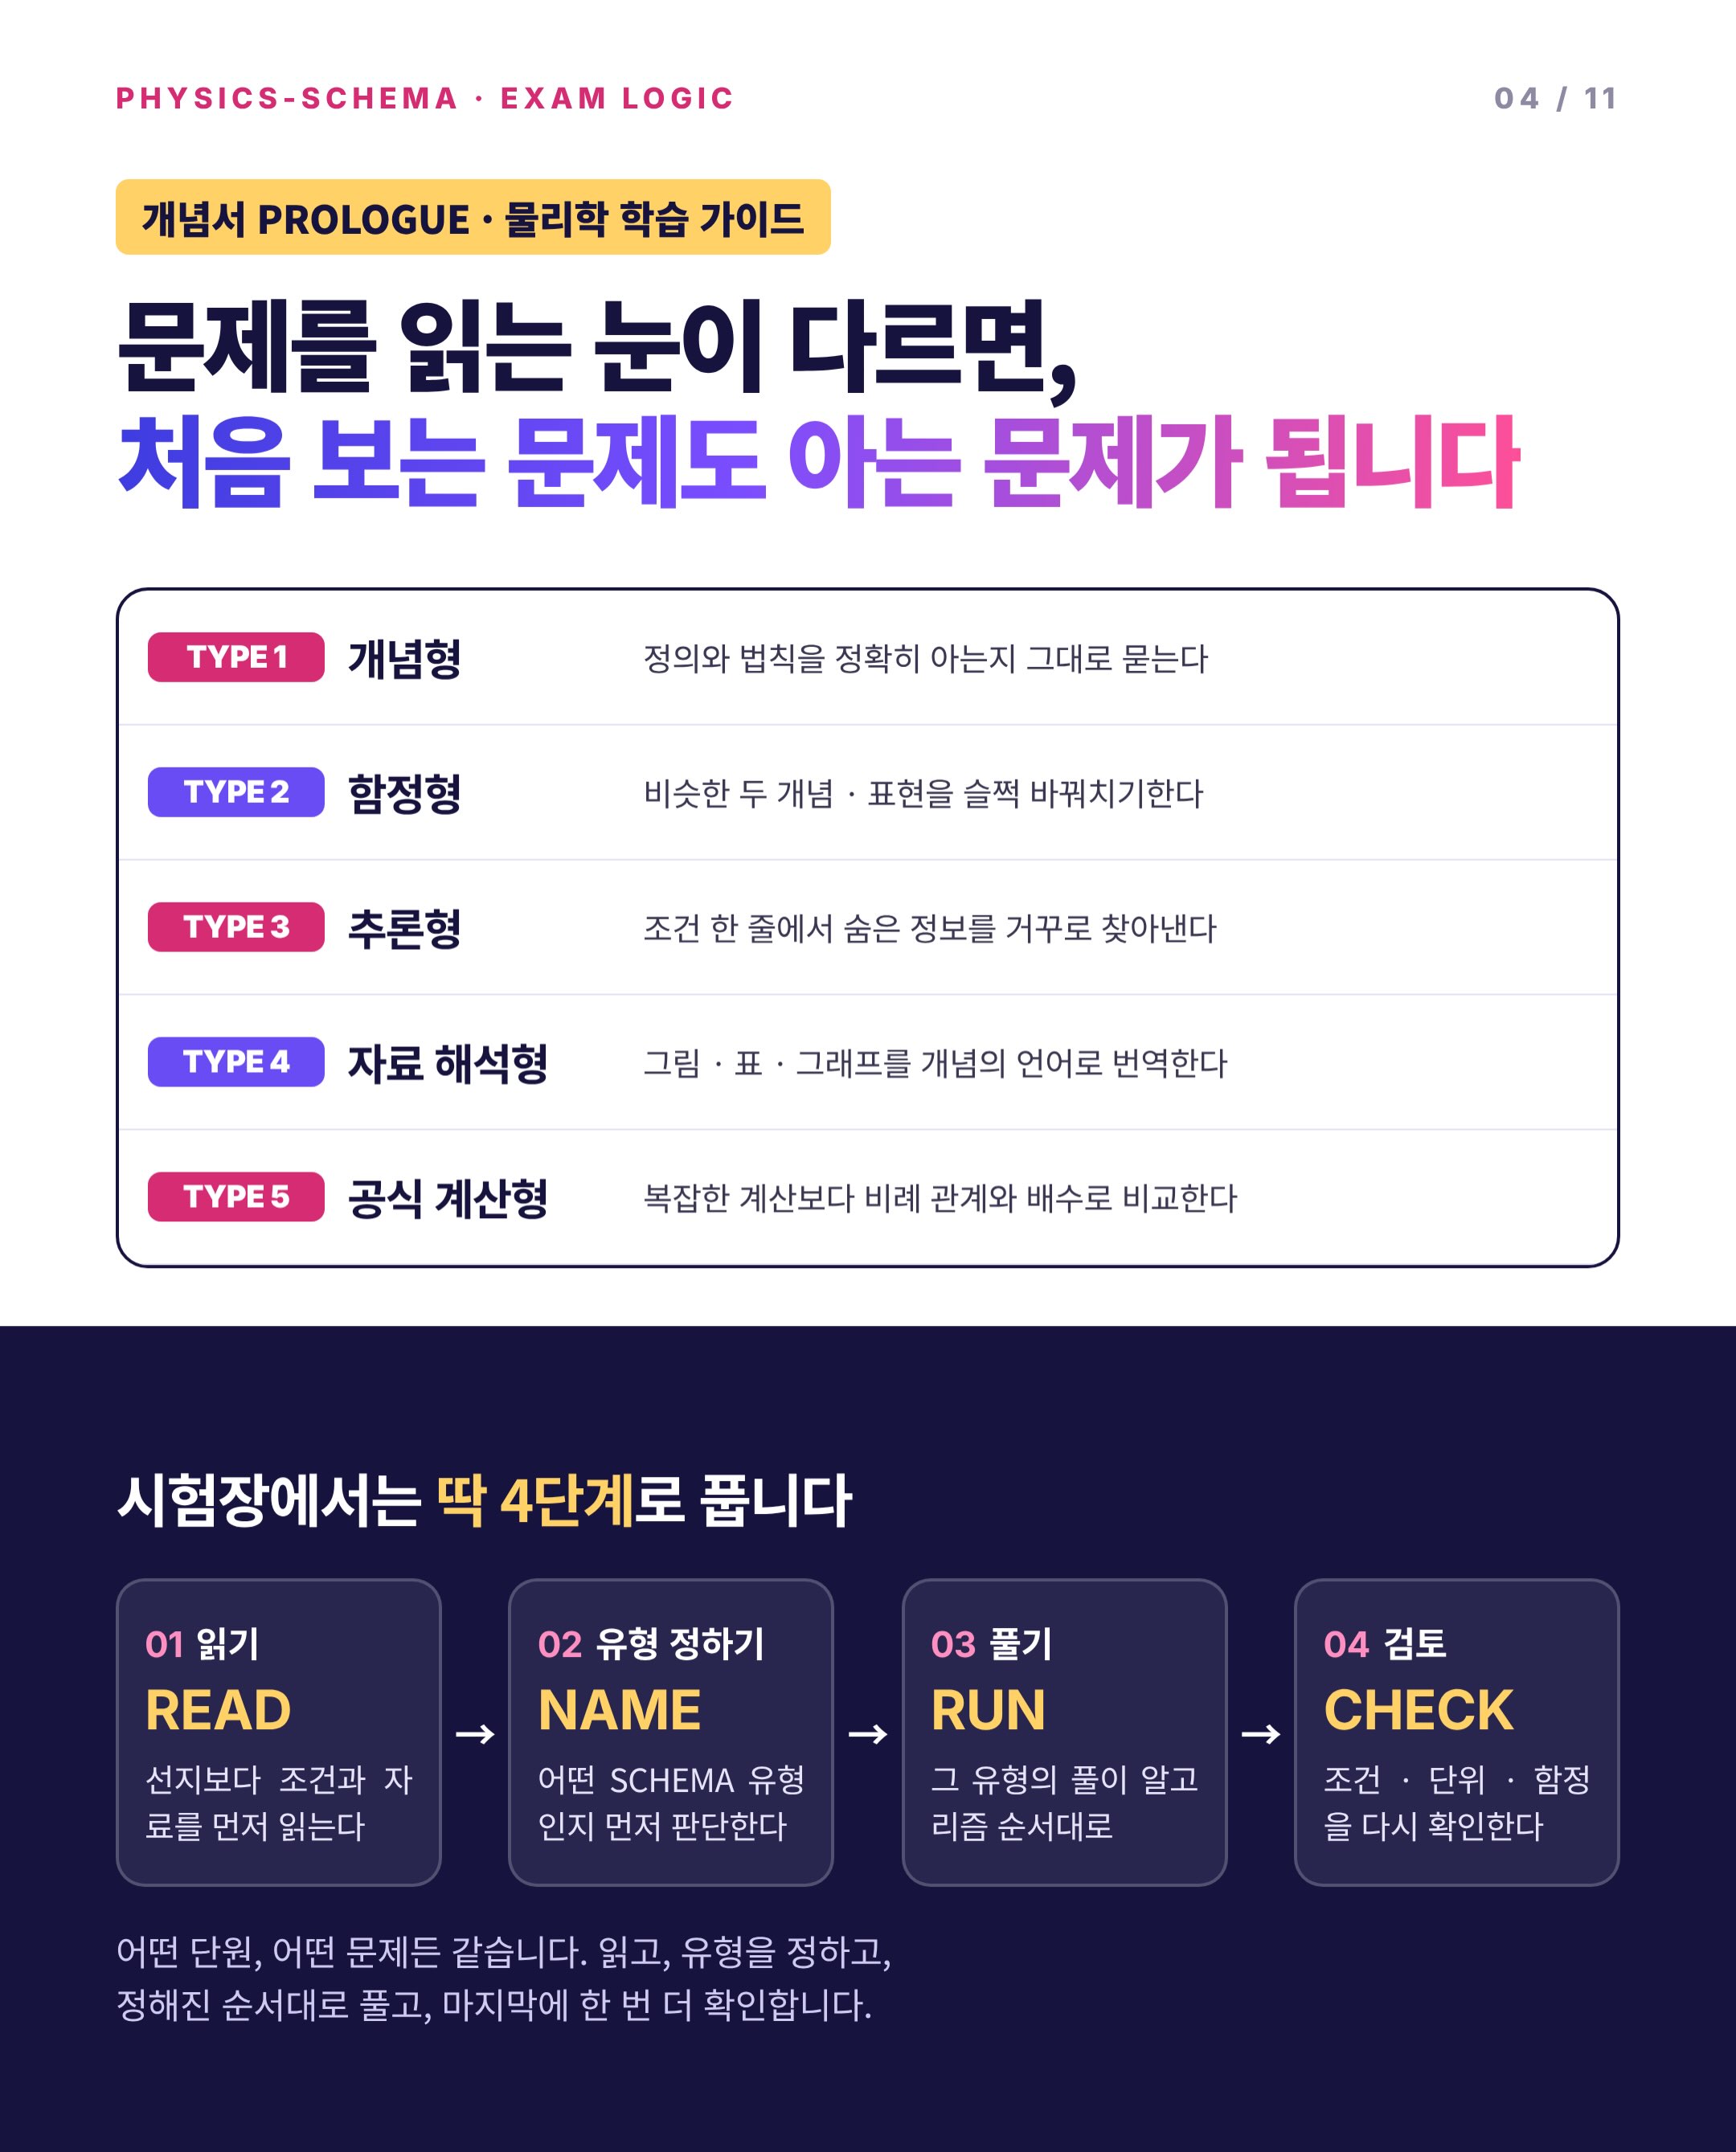 PHYSICS-SCHEMA · EXAM LOGIC
04 / 11
개념서 PROLOGUE · 물리학 학습 가이드
문제를 읽는 눈이 다르면,
처음 보는 문제도 아는 문제가 됩니다
TYPE 1 개념형 정의와 법칙을 정확히 아는지 그대로 묻는다
TYPE 2 함정형 비슷한 두 개념 · 표현을 슬쩍 바꿔치기한다
TYPE 3 추론형 조건 한 줄에서 숨은 정보를 거꾸로 찾아낸다
TYPE 4 자료 해석형 그림 · 표 · 그래프를 개념의 언어로 번역한다
TYPE 5 공식 계산형 복잡한 계산보다 비례 관계와 배수로 비교한다
시험장에서는 딱 4단계로 풉니다
01 읽기
READ
선지보다 조건과 자
료를 먼저 읽는다
→
02 유형 정하기
NAME
어떤 SCHEMA 유형
인지 먼저 판단한다
→
03 풀기
RUN
그 유형의 풀이 알고
리즘 순서대로
→
04 검토
CHECK
조건 · 단위 · 함정
을 다시 확인한다
어떤 단원, 어떤 문제든 같습니다. 읽고, 유형을 정하고,
정해진 순서대로 풀고, 마지막에 한 번 더 확인합니다.